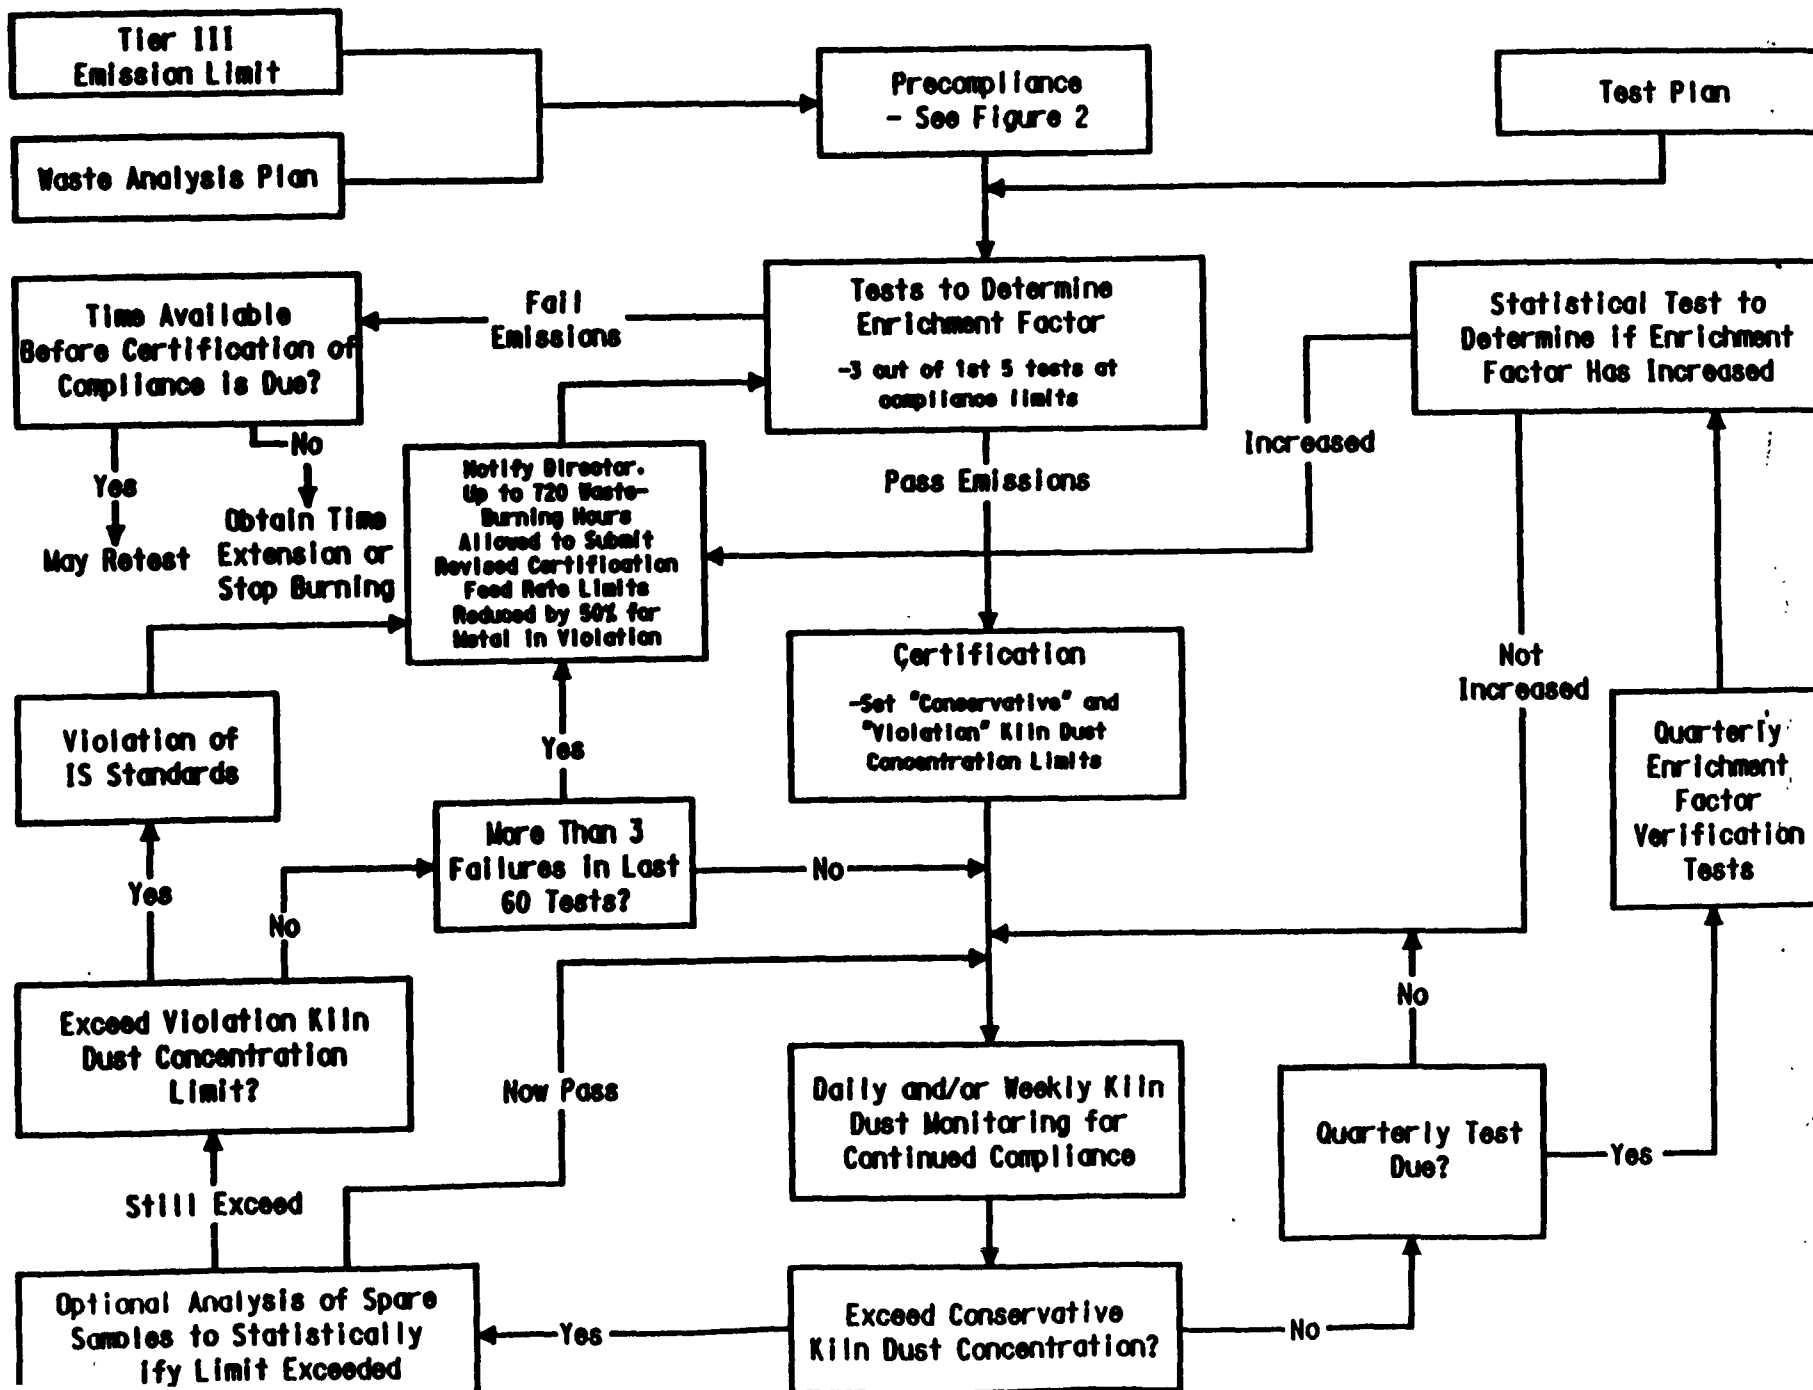 Tier III
Emission Limit
Waste Analysis Plan
Precompliance
- See Figure 2
Test Plan
Time Available
Before Certification of
Compliance is Due?
Fail
Emissions
Tests to Determine
Enrichment Factor
-3 out of 1st 5 tests at
compliance limits
Statistical Test to
Determine if Enrichment
Factor Has Increased
Yes
No
May Retest
Obtain Time
Extension or
Stop Burning
Notify Director.
Up to 720 Waste-
Burning Hours
Allowed to Submit
Revised Certification
Feed Rate Limits
Reduced by 50% for
Metal in Violation
Pass Emissions
Increased
Not
Increased
Certification
-Set "Conservative" and
"Violation" Kiln Dust
Concentration Limits
Violation of
IS Standards
Yes
Quarterly
Enrichment
Factor
Verification
Tests
More Than 3
Failures in Last
60 Tests?
No
Yes
No
Exceed Violation Kiln
Dust Concentration
Limit?
Now Pass
No
Daily and/or Weekly Kiln
Dust Monitoring for
Continued Compliance
Quarterly Test
Due?
Yes
Still Exceed
Optional Analysis of Spare
Samples to Statistically
ify Limit Exceeded
Yes
Exceed Conservative
Kiln Dust Concentration?
No